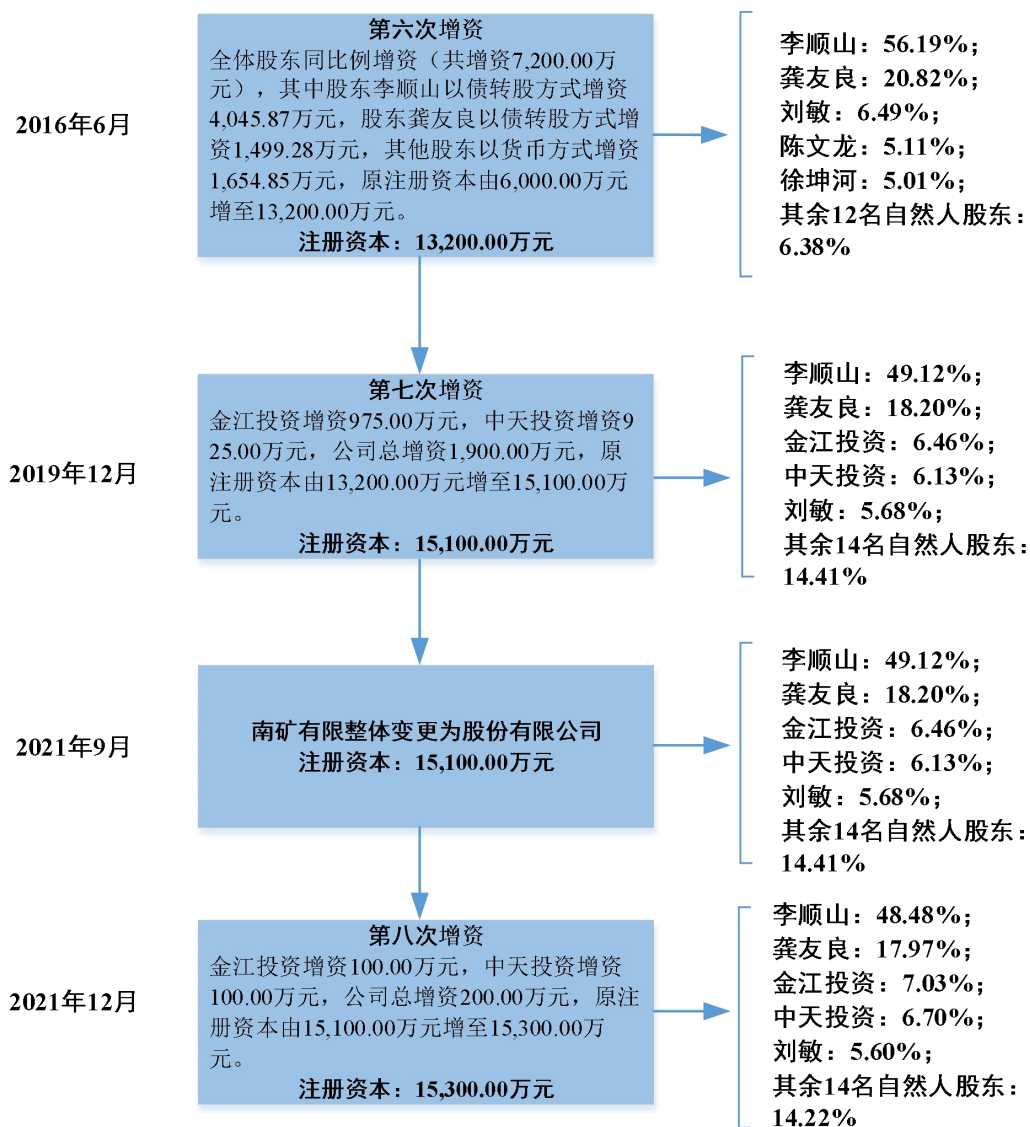 2016年6月
第六次增资
全体股东同比例增资（共增资7,200.00万
元），其中股东李顺山以债转股方式增资
4,045.87万元，股东龚友良以债转股方式增
资1,499.28万元，其他股东以货币方式增资
1,654.85万元，原注册资本由6,000.00万元
增至13,200.00万元。
注册资本：13,200.00万元
李顺山：56.19%；
龚友良：20.82%；
刘敏：6.49%；
陈文龙：5.11%；
徐坤河：5.01%；
其余12名自然人股东：
6.38%
2019年12月
第七次增资
金江投资增资975.00万元，中天投资增资9
25.00万元，公司总增资1,900.00万元，原
注册资本由13,200.00万元增至15,100.00万
元。
注册资本：15,100.00万元
李顺山：49.12%；
龚友良：18.20%；
金江投资：6.46%；
中天投资：6.13%；
刘敏：5.68%；
其余14名自然人股东：
14.41%
2021年9月
南矿有限整体变更为股份有限公司
注册资本：15,100.00万元
李顺山：49.12%；
龚友良：18.20%；
金江投资：6.46%；
中天投资：6.13%；
刘敏：5.68%；
其余14名自然人股东：
14.41%
2021年12月
第八次增资
金江投资增资100.00万元，中天投资增资
100.00万元，公司总增资200.00万元，原注
册资本由15,100.00万元增至15,300.00万
元。
注册资本：15,300.00万元
李顺山：48.48%；
龚友良：17.97%；
金江投资：7.03%；
中天投资：6.70%；
刘敏：5.60%；
其余14名自然人股东：
14.22%